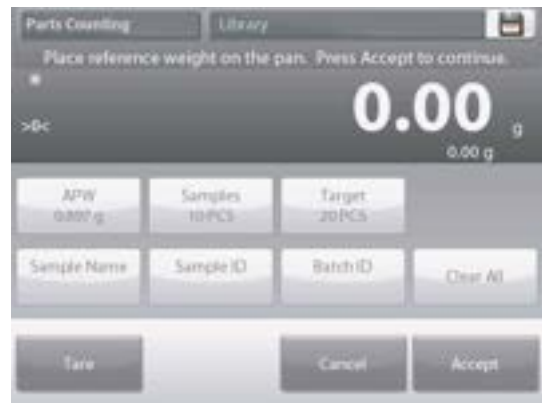 Parts Counting Library
Place reference weight on the pan. Press Accept to continue.
*
0.00 g
>0<
0.00 g
APW Samples Target
0.897 g 10 PCS 20 PCS
Sample Name Sample ID Batch ID Clear All
Tare Cancel Accept